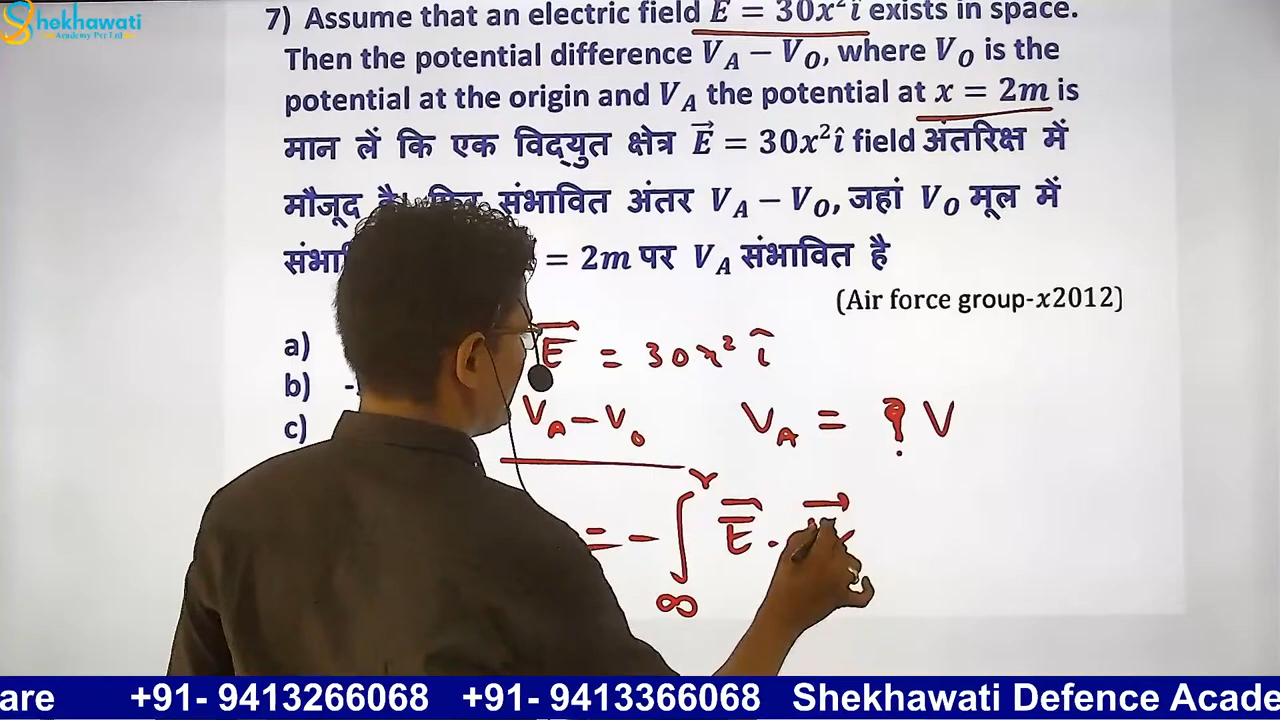 Shekhawati
Academy Pvt Ltd
7) Assume that an electric field E = 30x² î exists in space.
Then the potential difference V_A − V_O, where V_O is the
potential at the origin and V_A the potential at x = 2m is
मान लें कि एक विद्युत क्षेत्र E⃗ = 30x² î field अंतरिक्ष में
मौजूद है। फिर संभावित अंतर V_A − V_O, जहां V_O मूल में
= 2m पर V_A संभावित है
(Air force group-x2012)
a)
b) -
c)
E⃗ = 30x² î
V_A − V_O V_A = ? V
= - ∫ r ∞ E⃗ .
are +91- 9413266068 +91- 9413366068 Shekhawati Defence Acade